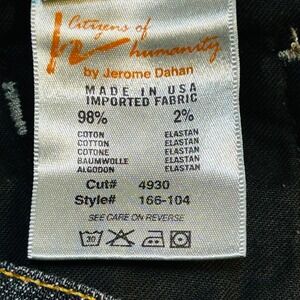 Citizens of
humanity
by Jerome Dahan
MADE IN USA
IMPORTED FABRIC
98% 2%
COTON ELASTAN
COTTON ELASTAN
COTONE ELASTAN
BAUMWOLLE ELASTAN
ALGODON ELASTAN
Cut# 4930
Style# 166-104
SEE CARE ON REVERSE
30